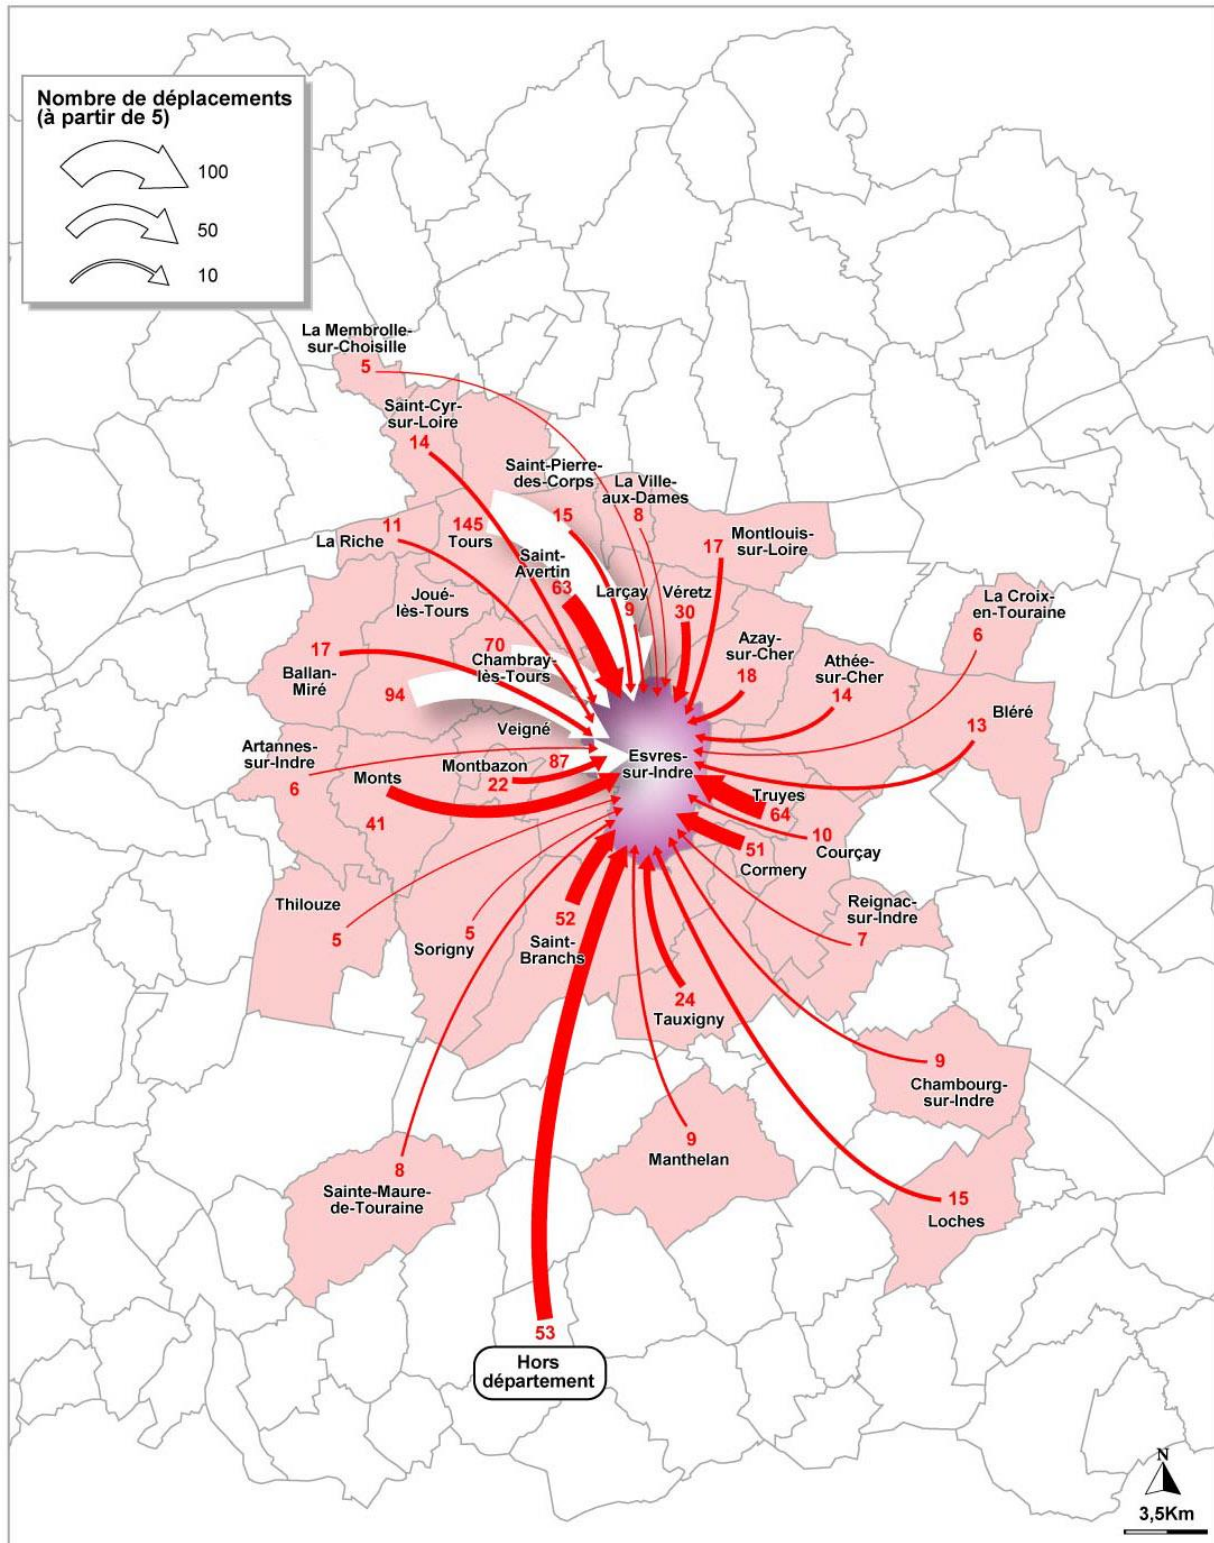 Nombre de déplacements
(à partir de 5)
100
50
10
La Membrolle-
sur-Choisille
5
Saint-Cyr-
sur-Loire
14
Saint-Pierre-
des-Corps
15
La Ville-
aux-Dames
8
La Riche
11
145
Tours
Saint-
Avertin
63
Montlouis-
sur-Loire
17
Joué-
lès-Tours
Larçay
9
Véretz
30
La Croix-
en-Touraine
6
70
Chambray-
lès-Tours
Azay-
sur-Cher
18
Athée-
sur-Cher
14
17
Ballan-
Miré
94
Bléré
13
Veigné
87
Artannes-
sur-Indre
6
Monts
41
Montbazon
22
Esvres-
sur-Indre
Truyes
64
10
Courçay
51
Cormery
Thilouze
5
5
Sorigny
52
Saint-
Branchs
Reignac-
sur-Indre
7
24
Tauxigny
9
Chambourg-
sur-Indre
9
Manthelan
8
Sainte-Maure-
de-Touraine
15
Loches
53
Hors
département
N
3,5Km